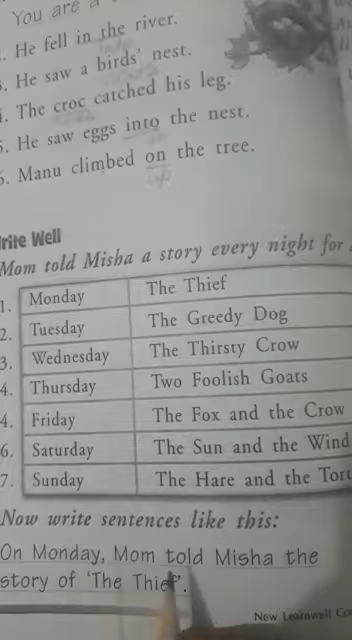 You are a
. He fell in the river.
. He saw a birds' nest.
. The croc catched his leg.
5. He saw eggs into the nest.
6. Manu climbed on the tree.
rite Well
Mom told Misha a story every night for
1. Monday The Thief
2. Tuesday The Greedy Dog
3. Wednesday The Thirsty Crow
4. Thursday Two Foolish Goats
4. Friday The Fox and the Crow
6. Saturday The Sun and the Wind
7. Sunday The Hare and the Tort
Now write sentences like this:
On Monday, Mom told Misha the
story of 'The Thief'.
New Learnwell Co